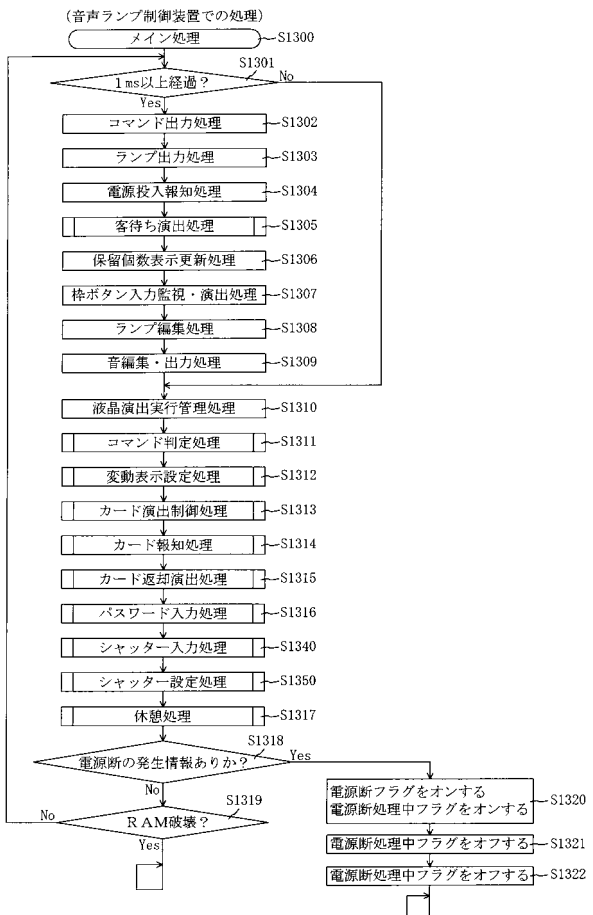 (音声ランプ制御装置での処理)
メイン処理 S1300
S1301
1ms以上経過? No
Yes
コマンド出力処理 S1302
ランプ出力処理 S1303
電源投入報知処理 S1304
客待ち演出処理 S1305
保留個数表示更新処理 S1306
枠ボタン入力監視・演出処理 S1307
ランプ編集処理 S1308
音編集・出力処理 S1309
液晶演出実行管理処理 S1310
コマンド判定処理 S1311
変動表示設定処理 S1312
カード演出制御処理 S1313
カード報知処理 S1314
カード返却演出処理 S1315
パスワード入力処理 S1316
シャッター入力処理 S1340
シャッター設定処理 S1350
休憩処理 S1317
S1318
電源断の発生情報ありか? Yes
No
S1319
No RAM破壊?
Yes
電源断フラグをオンする
電源断処理中フラグをオンする S1320
電源断処理中フラグをオフする S1321
電源断処理中フラグをオフする S1322